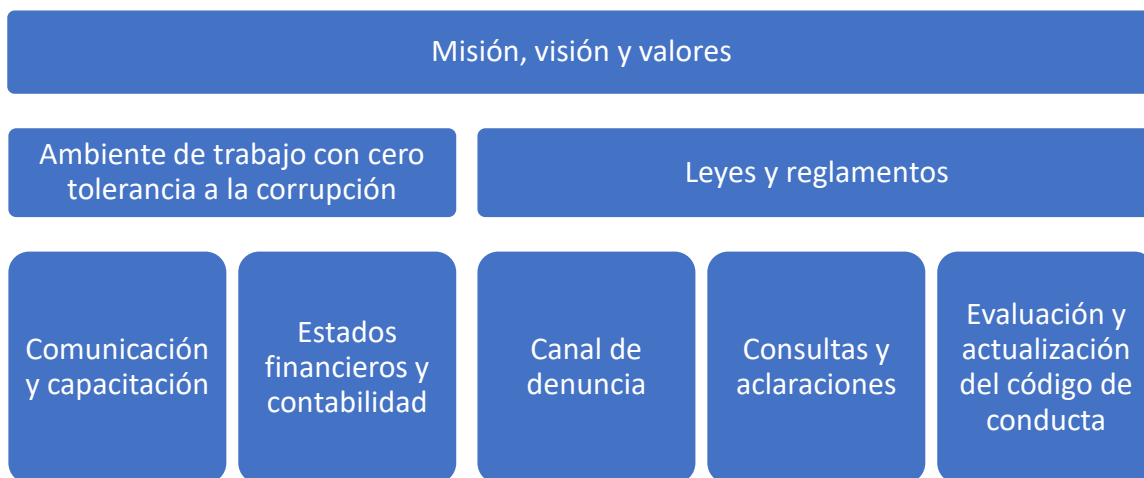 Misión, visión y valores
Ambiente de trabajo con cero
tolerancia a la corrupción
Leyes y reglamentos
Comunicación
y capacitación
Estados
financieros y
contabilidad
Canal de
denuncia
Consultas y
aclaraciones
Evaluación y
actualización
del código de
conducta